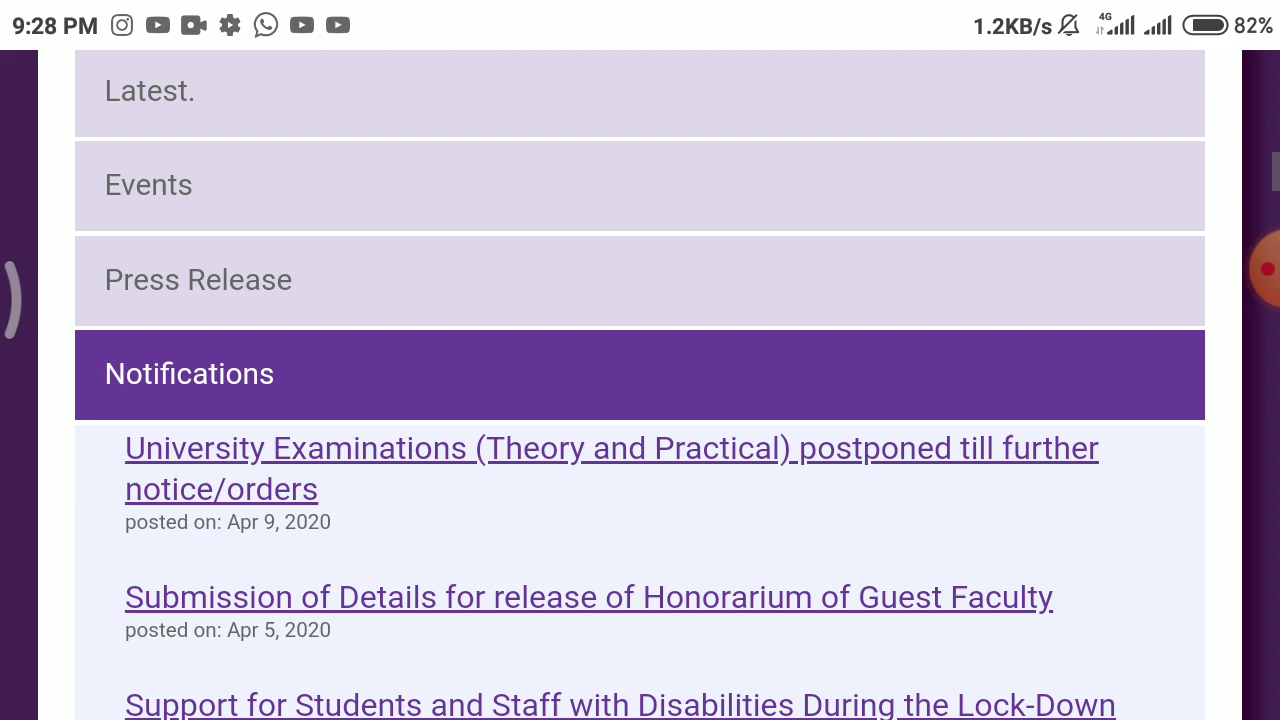 9:28 PM 1.2KB/s 4G 82%
Latest.
Events
Press Release
Notifications
University Examinations (Theory and Practical) postponed till further
notice/orders
posted on: Apr 9, 2020
Submission of Details for release of Honorarium of Guest Faculty
posted on: Apr 5, 2020
Support for Students and Staff with Disabilities During the Lock-Down